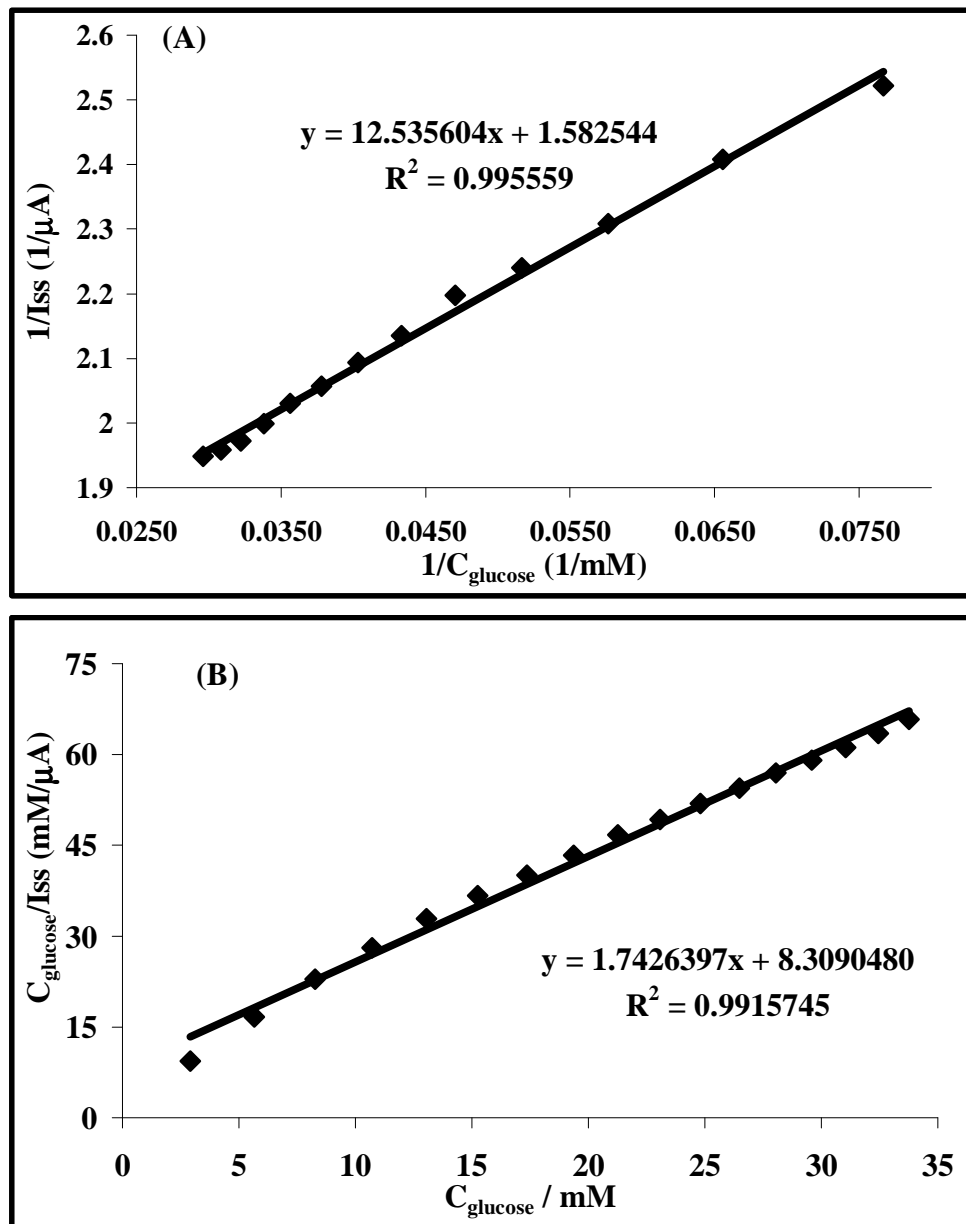 (A)
2.6
2.5
2.4
2.3
2.2
2.1
2
1.9
1/Iss (1/μA)
y = 12.535604x + 1.582544
R² = 0.995559
0.0250 0.0350 0.0450 0.0550 0.0650 0.0750
1/Cglucose (1/mM)
(B)
75
60
45
30
15
0
Cglucose/Iss (mM/μA)
y = 1.7426397x + 8.3090480
R² = 0.9915745
0 5 10 15 20 25 30 35
Cglucose / mM